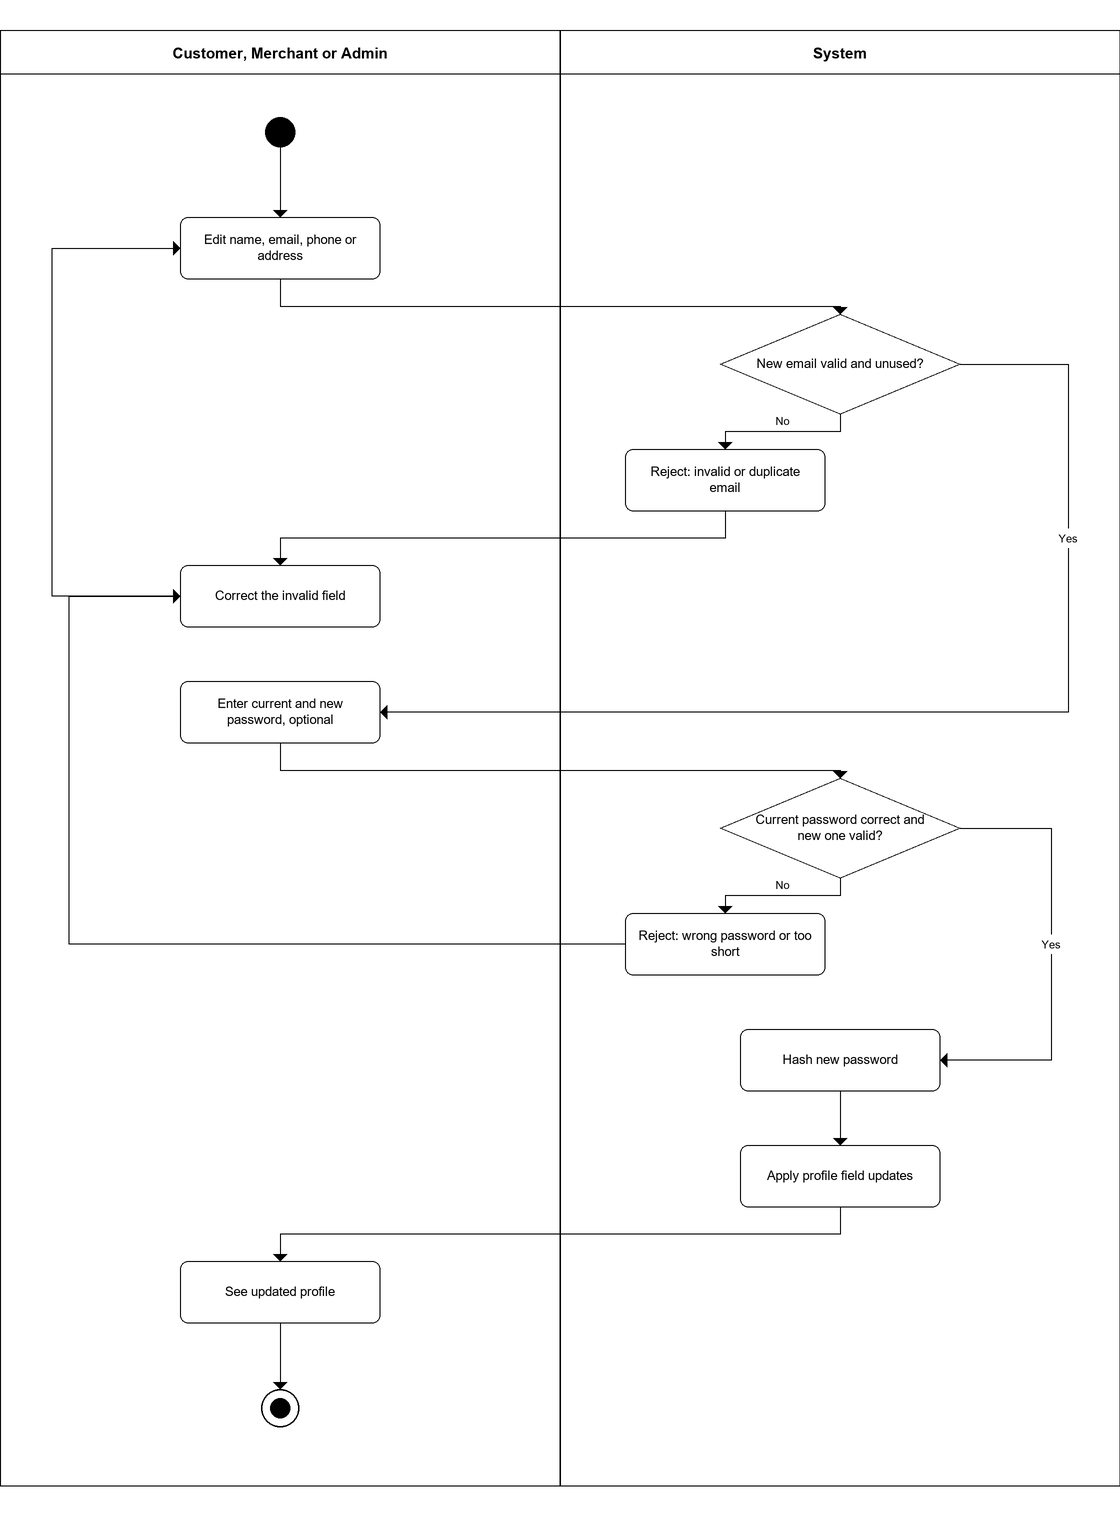 Customer, Merchant or Admin
System
Edit name, email, phone or
address
New email valid and unused?
No
Reject: invalid or duplicate
email
Yes
Correct the invalid field
Enter current and new
password, optional
Current password correct and
new one valid?
No
Reject: wrong password or too
short
Yes
Hash new password
Apply profile field updates
See updated profile